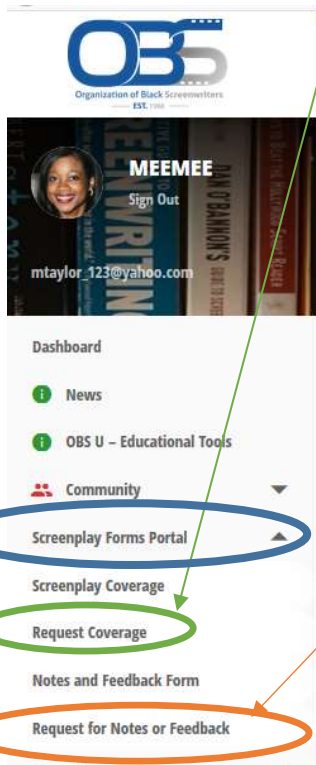 OBS
Organization of Black Screenwriters
EST. 1988
MEEMEE
Sign Out
mtaylor_123@yahoo.com
Dashboard
News
OBS U – Educational Tools
Community
Screenplay Forms Portal
Screenplay Coverage
Request Coverage
Notes and Feedback Form
Request for Notes or Feedback